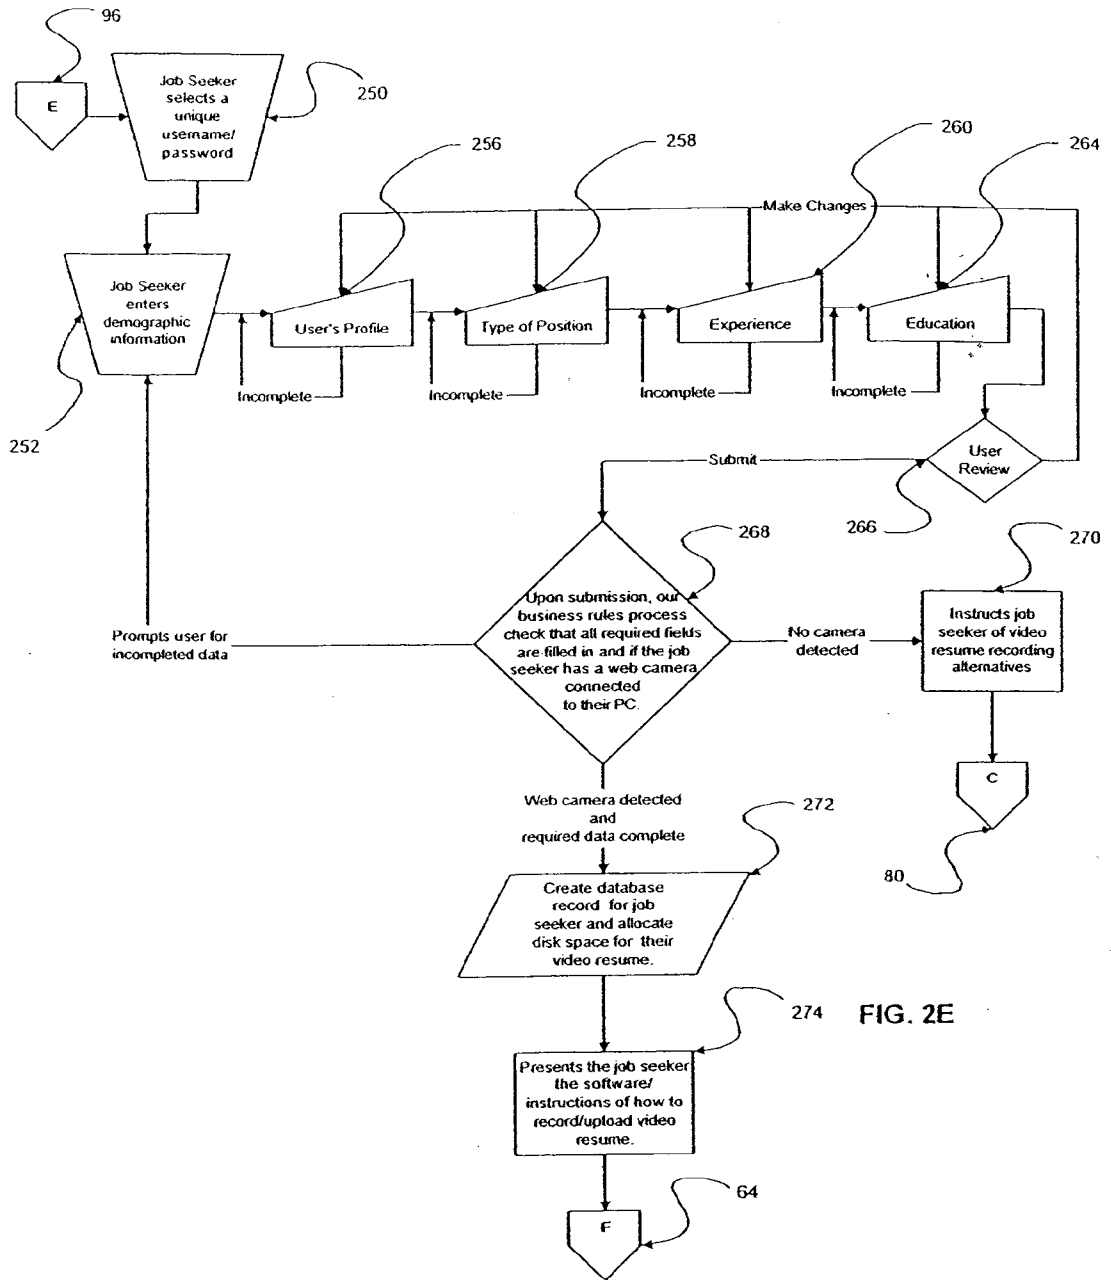 96
E
Job Seeker
selects a
unique
username/
password
250
256
258
260
264
Make Changes
Job Seeker
enters
demographic
information
252
User's Profile
Type of Position
Experience
Education
Incomplete
Incomplete
Incomplete
Incomplete
User
Review
Submit
266
268
270
Upon submission, our
business rules process
check that all required fields
are filled in and if the job
seeker has a web camera
connected
to their PC.
Prompts user for
incompleted data
No camera
detected
Instructs job
seeker of video
resume recording
alternatives
C
80
Web camera detected
and
required data complete
272
Create database
record for job
seeker and allocate
disk space for their
video resume.
274
FIG. 2E
Presents the job seeker
the software/
instructions of how to
record/upload video
resume.
64
F